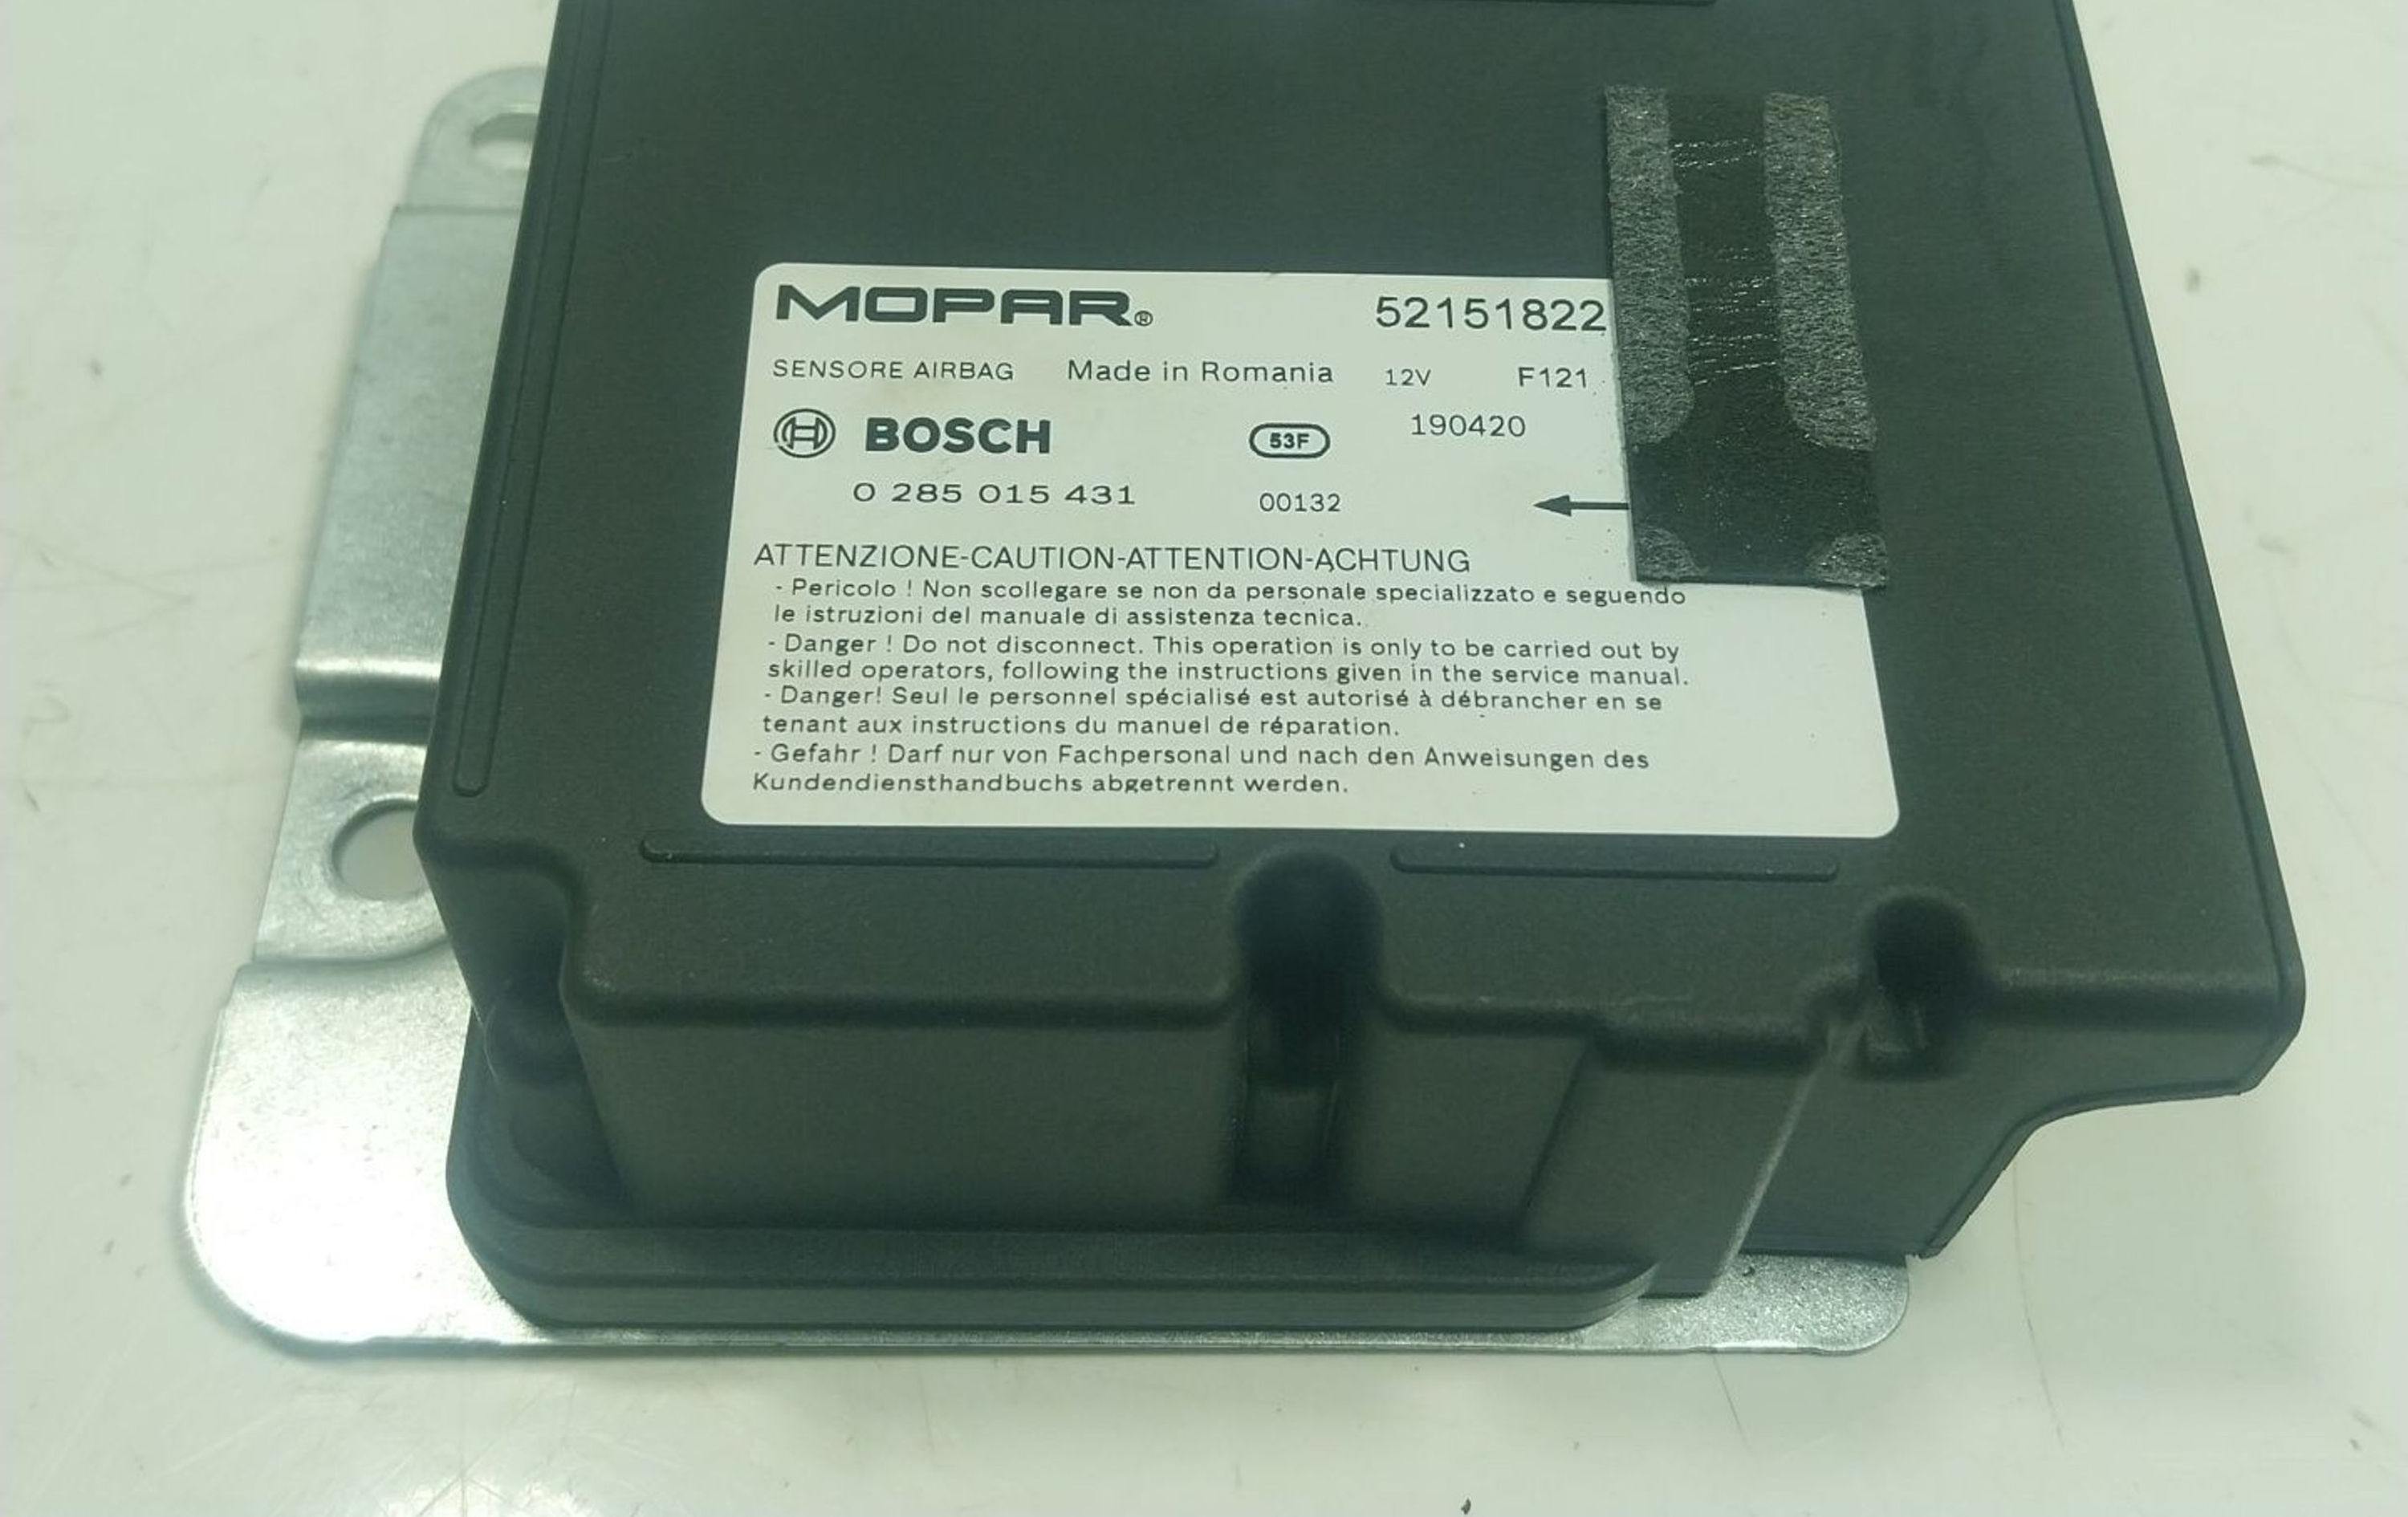 MOPAR® 52151822
SENSORE AIRBAG Made in Romania 12V F121
BOSCH 53F 190420
0 285 015 431 00132
ATTENZIONE-CAUTION-ATTENTION-ACHTUNG
- Pericolo ! Non scollegare se non da personale specializzato e seguendo
le istruzioni del manuale di assistenza tecnica.
- Danger ! Do not disconnect. This operation is only to be carried out by
skilled operators, following the instructions given in the service manual.
- Danger! Seul le personnel spécialisé est autorisé à débrancher en se
tenant aux instructions du manuel de réparation.
- Gefahr ! Darf nur von Fachpersonal und nach den Anweisungen des
Kundendiensthandbuchs abgetrennt werden.